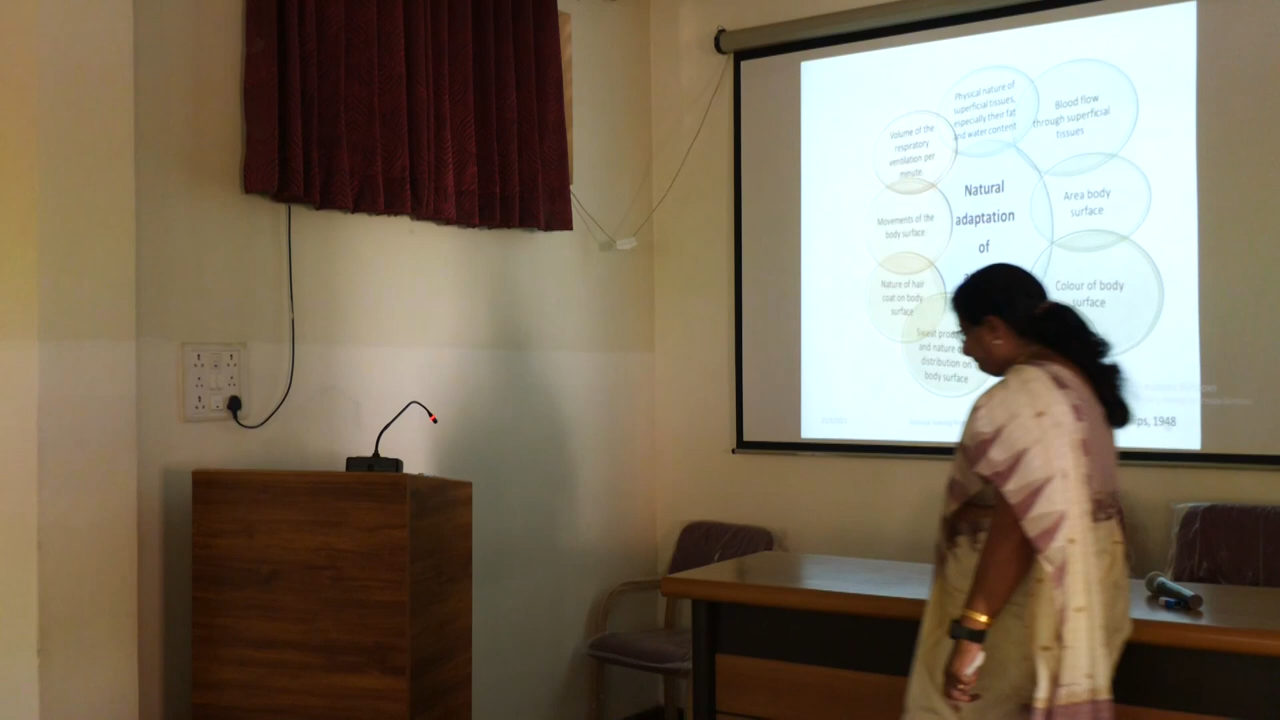 Physical nature of
superficial tissues,
especially their fat
and water content
Blood flow
through superficial
tissues
Volume of the
respiratory
ventilation per
minute
Natural
adaptation
of
Area body
surface
Movements of the
body surface
Colour of body
surface
Nature of hair
coat on body
surface
Sweat
and nature
distribution on
body surface
1948